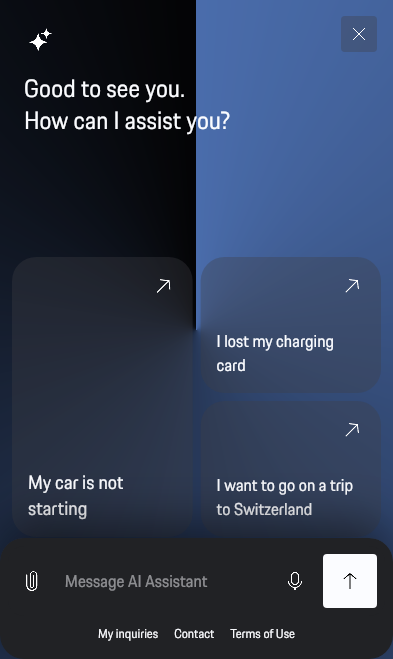 Good to see you.
How can I assist you?
My car is not
starting
I lost my charging
card
I want to go on a trip
to Switzerland
Message AI Assistant
My inquiries Contact Terms of Use